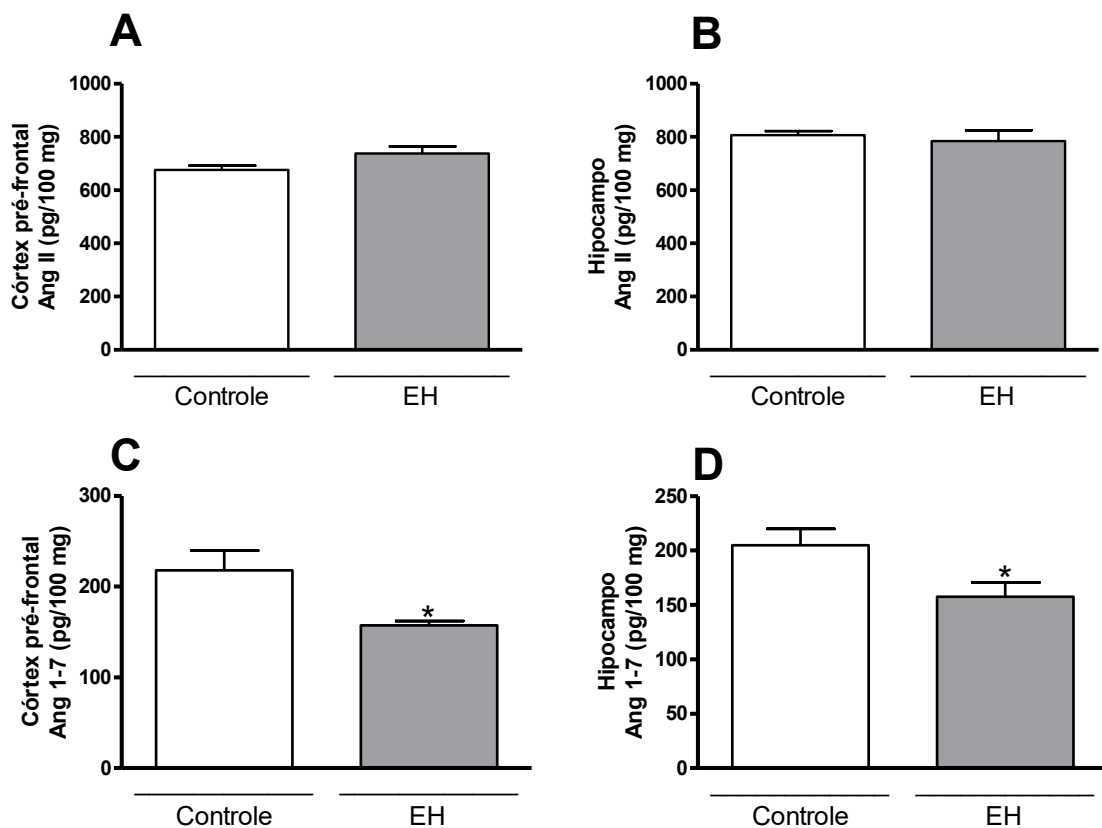 A
Córtex pré-frontal
Ang II (pg/100 mg)
1000
800
600
400
200
0
Controle
EH
B
Hipocampo
Ang II (pg/100 mg)
1000
800
600
400
200
0
Controle
EH
C
Córtex pré-frontal
Ang 1-7 (pg/100 mg)
300
200
100
0
*
Controle
EH
D
Hipocampo
Ang 1-7 (pg/100 mg)
250
200
150
100
50
0
*
Controle
EH